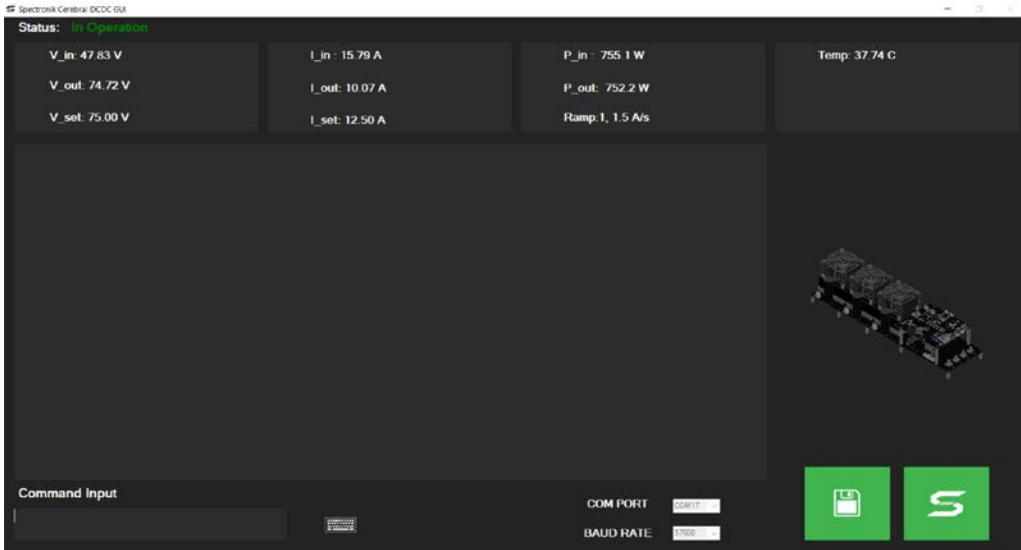 Spectronik Cerebral DCDC GUI
Status: In Operation
V_in: 47.83 V
I_in : 15.79 A
P_in : 755.1 W
Temp: 37.74 C
V_out: 74.72 V
I_out: 10.07 A
P_out: 752.2 W
V_set: 75.00 V
I_set: 12.50 A
Ramp:1, 1.5 A/s
Command Input
COM PORT
COM17
BAUD RATE
57600